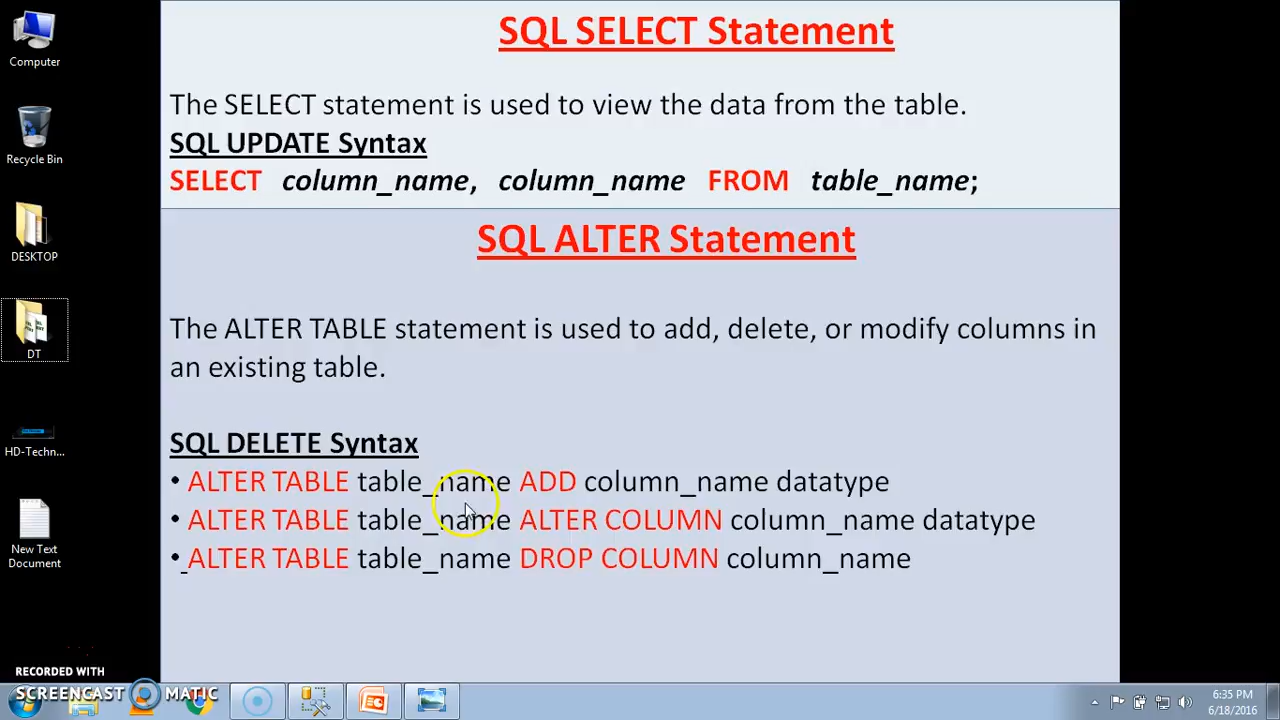 SQL SELECT Statement
The SELECT statement is used to view the data from the table.
SQL UPDATE Syntax
SELECT column_name, column_name FROM table_name;
SQL ALTER Statement
The ALTER TABLE statement is used to add, delete, or modify columns in
an existing table.
SQL DELETE Syntax
• ALTER TABLE table_name ADD column_name datatype
• ALTER TABLE table_name ALTER COLUMN column_name datatype
• ALTER TABLE table_name DROP COLUMN column_name
Computer
Recycle Bin
DESKTOP
DT
HD-Techn...
New Text
Document
RECORDED WITH
SCREENCAST MATIC
6:35 PM
6/18/2016